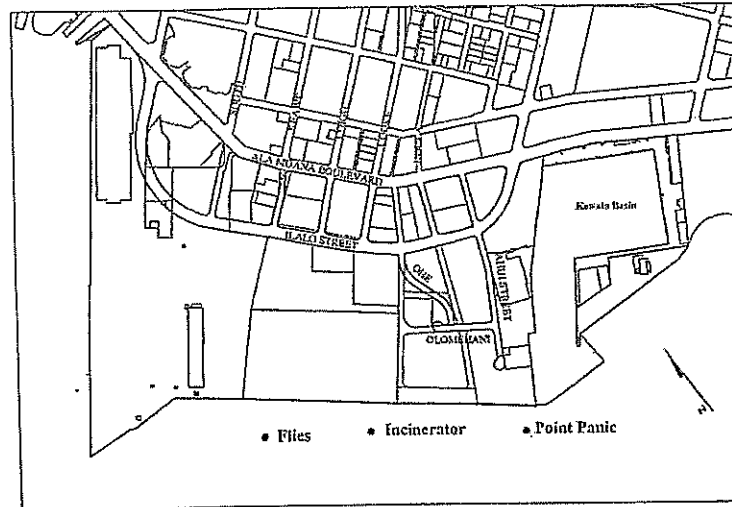 ALA MOANA BOULEVARD
Kewalo Basin
ILALO STREET
OHE
AHUI STREET
OLOMEHANI
Flies
Incinerator
Point Panic
N